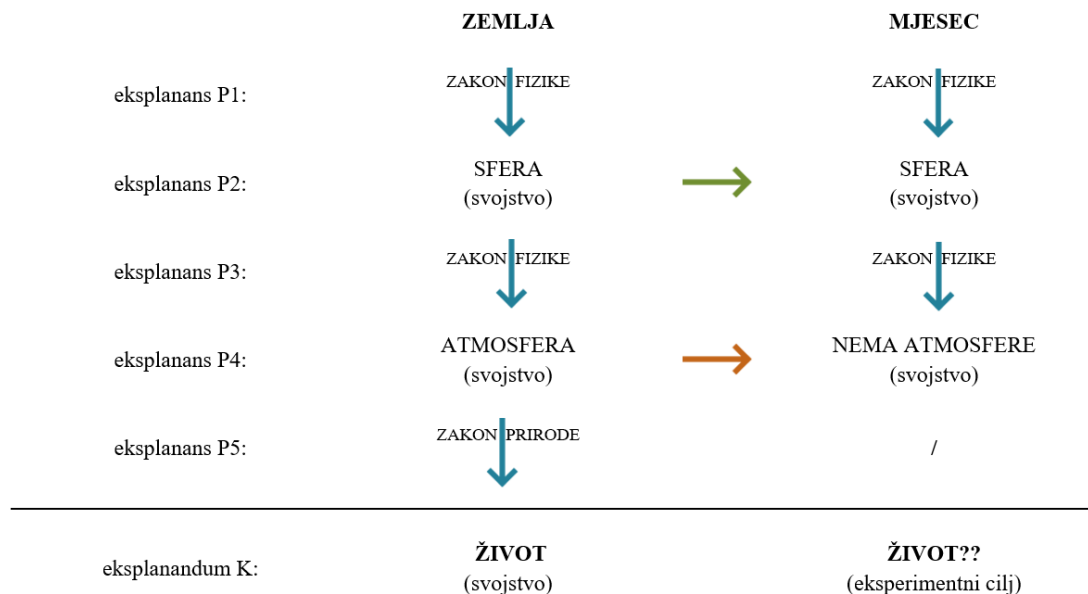 ZEMLJA MJESEC
eksplanans P1: ZAKON FIZIKE ZAKON FIZIKE
eksplanans P2: SFERA SFERA
(svojstvo) (svojstvo)
eksplanans P3: ZAKON FIZIKE ZAKON FIZIKE
eksplanans P4: ATMOSFERA NEMA ATMOSFERE
(svojstvo) (svojstvo)
eksplanans P5: ZAKON PRIRODE /
eksplanandum K: ŽIVOT ŽIVOT??
(svojstvo) (eksperimentni cilj)